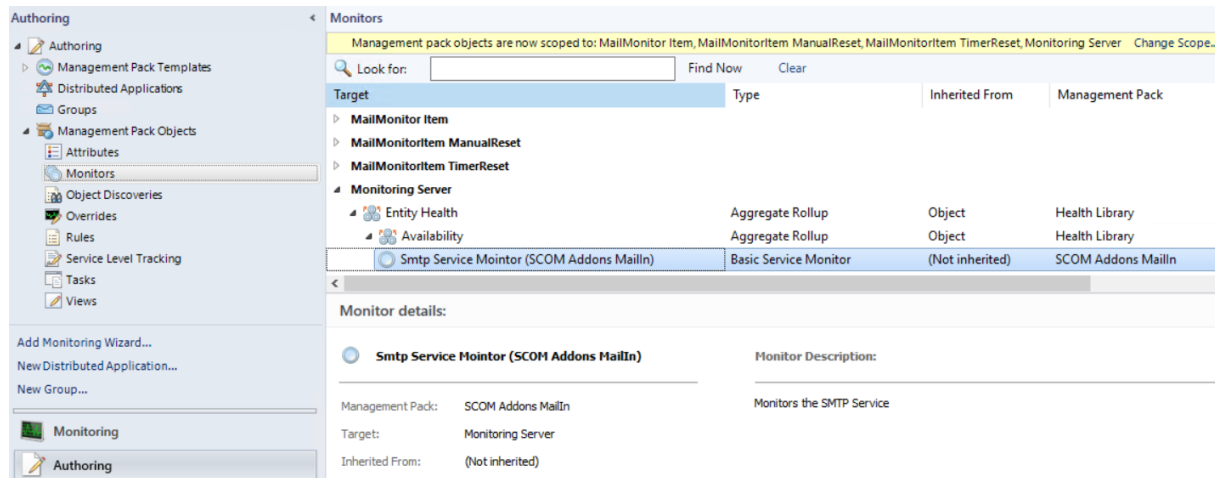 Authoring
Authoring
Management Pack Templates
Distributed Applications
Groups
Management Pack Objects
Attributes
Monitors
Object Discoveries
Overrides
Rules
Service Level Tracking
Tasks
Views
Add Monitoring Wizard...
New Distributed Application...
New Group...
Monitoring
Authoring
Monitors
Management pack objects are now scoped to: MailMonitor Item, MailMonitorItem ManualReset, MailMonitorItem TimerReset, Monitoring Server Change Scope...
Look for: Find Now Clear
Target Type Inherited From Management Pack
MailMonitor Item
MailMonitorItem ManualReset
MailMonitorItem TimerReset
Monitoring Server
Entity Health Aggregate Rollup Object Health Library
Availability Aggregate Rollup Object Health Library
Smtp Service Mointor (SCOM Addons MailIn) Basic Service Monitor (Not inherited) SCOM Addons MailIn
Monitor details:
Smtp Service Mointor (SCOM Addons MailIn) Monitor Description:
Management Pack: SCOM Addons MailIn Monitors the SMTP Service
Target: Monitoring Server
Inherited From: (Not inherited)